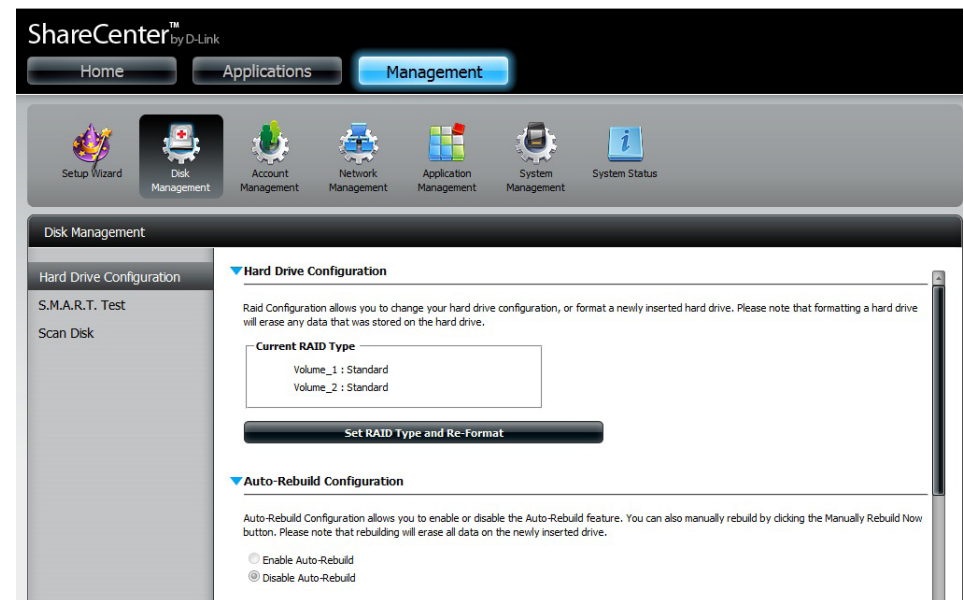 ShareCenter™ by D-Link
Home Applications Management
Setup Wizard
Disk Management
Account Management
Network Management
Application Management
System Management
System Status
Disk Management
Hard Drive Configuration
S.M.A.R.T. Test
Scan Disk
Hard Drive Configuration
Raid Configuration allows you to change your hard drive configuration, or format a newly inserted hard drive. Please note that formatting a hard drive
will erase any data that was stored on the hard drive.
Current RAID Type
Volume_1 : Standard
Volume_2 : Standard
Set RAID Type and Re-Format
Auto-Rebuild Configuration
Auto-Rebuild Configuration allows you to enable or disable the Auto-Rebuild feature. You can also manually rebuild by clicking the Manually Rebuild Now
button. Please note that rebuilding will erase all data on the newly inserted drive.
Enable Auto-Rebuild
Disable Auto-Rebuild